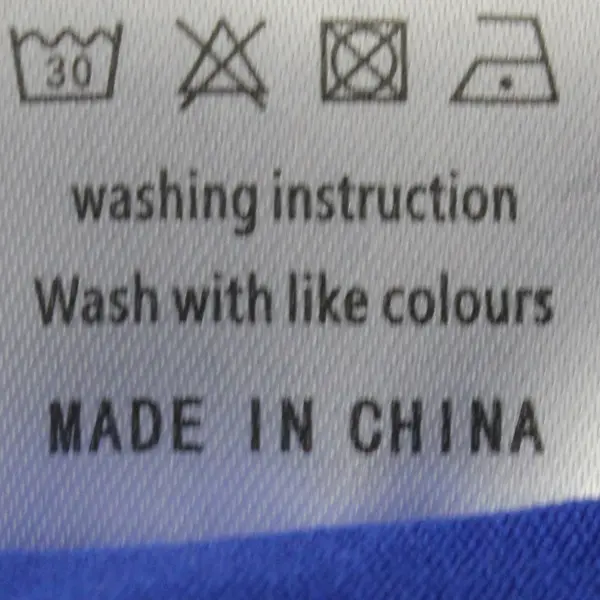 30
washing instruction
Wash with like colours
MADE IN CHINA